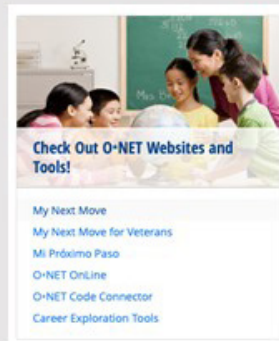 Check Out O•NET Websites and
Tools!
My Next Move
My Next Move for Veterans
Mi Próximo Paso
O•NET OnLine
O•NET Code Connector
Career Exploration Tools